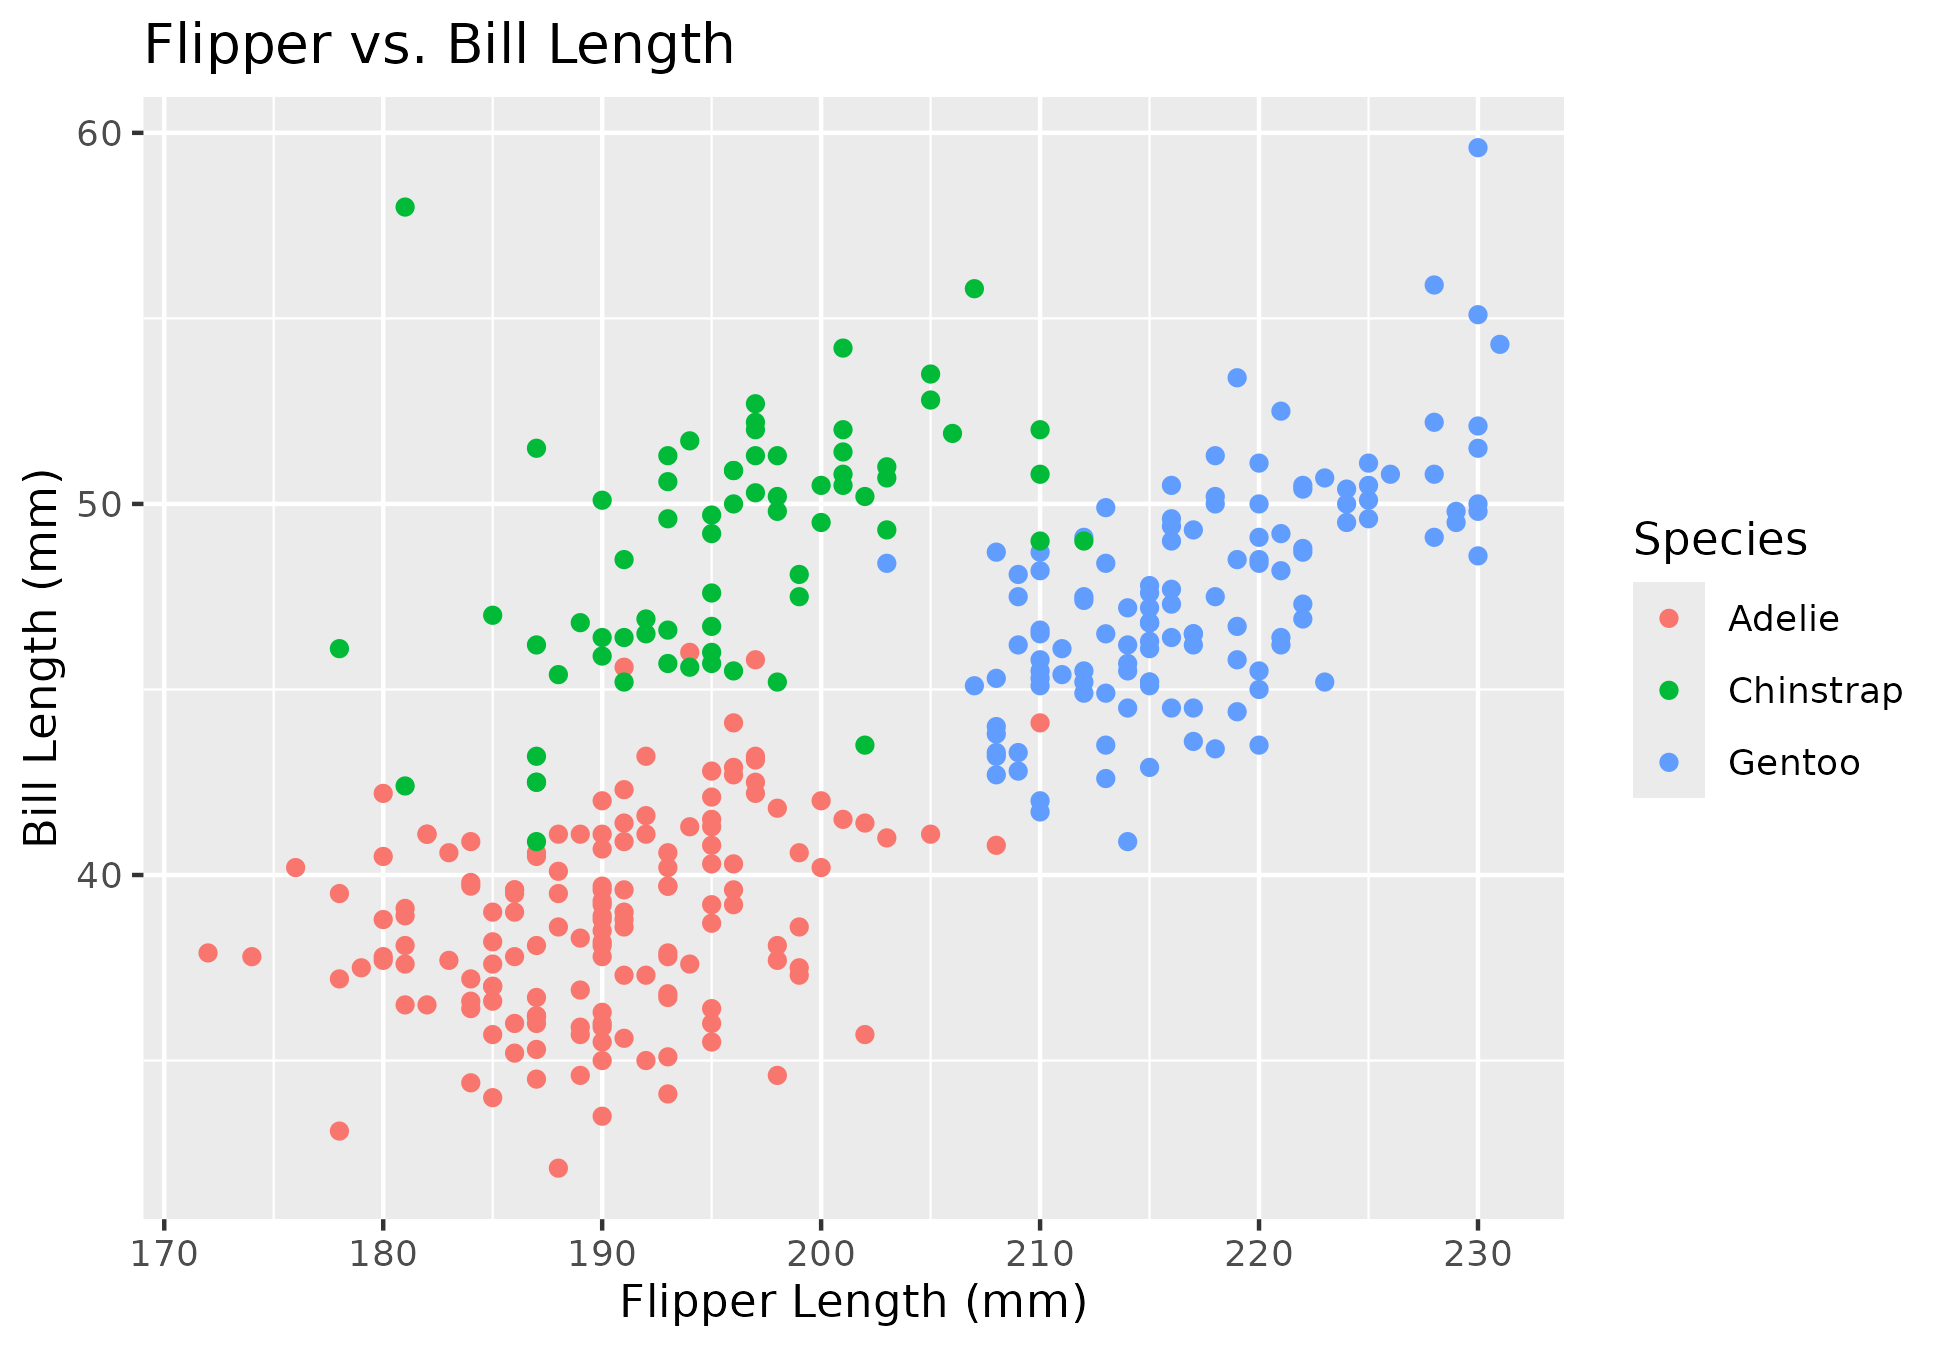 Flipper vs. Bill Length
60
50
40
Bill Length (mm)
170 180 190 200 210 220 230
Flipper Length (mm)
Species
Adelie
Chinstrap
Gentoo